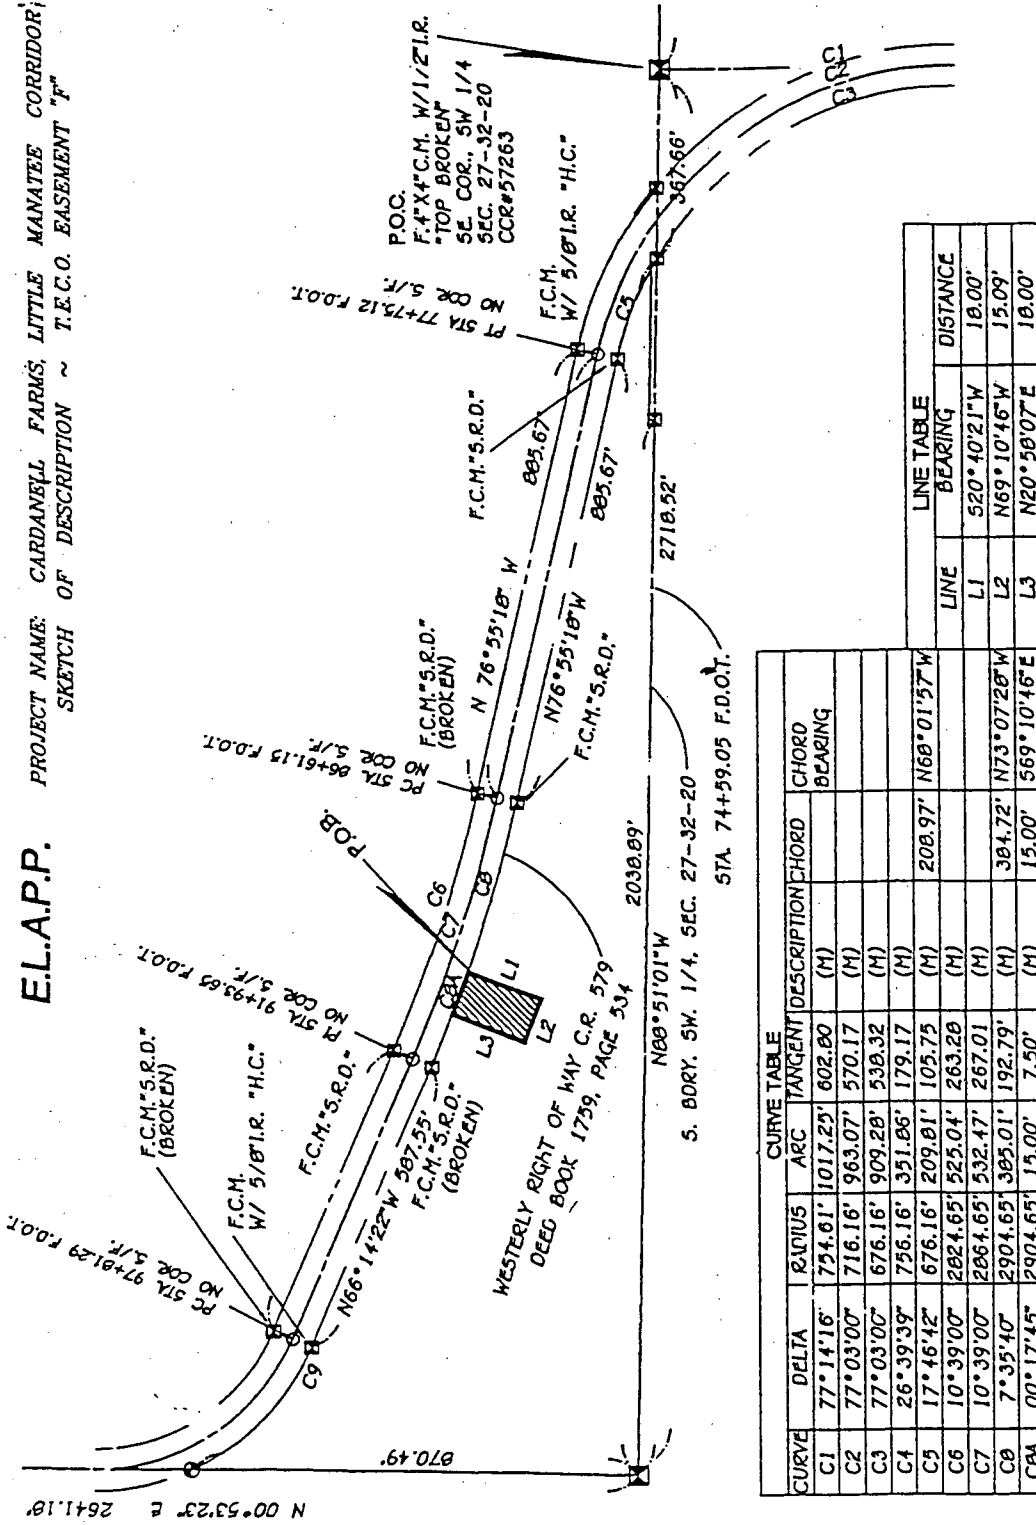 E.L.A.P.P.
PROJECT NAME: CARDANELL FARMS, LITTLE MANATEE CORRIDOR;
SKETCH OF DESCRIPTION ~ T.E.C.O. EASEMENT "F"
P.O.C.
F.4"X4"C.M. W/1/2"I.R.
"TOP BROKEN"
SE. COR., SW 1/4
SEC. 27-32-20
CCR#57263
F.C.M.
W/ 5/8"I.R. "H.C."
PT STA 77+75.12 F.D.O.T.
NO COR. S./F.
F.C.M."S.R.D."
C1
C2
C3
C5
367.66'
885.67'
885.67'
N 76°55'18" W
N76°55'18"W
2718.52'
F.C.M."S.R.D."
(BROKEN)
PC STA. 86+61.15 F.D.O.T.
NO COR. S./F.
F.C.M."S.R.D."
P.O.B.
C6
C7
C8
C8A
L1
L2
L3
PI STA. 91+93.65 F.D.O.T.
NO COR. S./F.
F.C.M."S.R.D."
F.C.M."S.R.D."
(BROKEN)
F.C.M."S.R.D."
(BROKEN)
F.C.M.
W/ 5/8"I.R. "H.C."
PC STA. 97+81.29 F.D.O.T.
NO COR. S./F.
N66°14'22"W 587.55'
C9
WESTERLY RIGHT OF WAY C.R. 579
DEED BOOK 1759, PAGE 534
2038.89'
N88°51'01"W
S. BDRY. SW. 1/4, SEC. 27-32-20
STA. 74+59.05 F.D.O.T.
870.49'
N 00°53'23" E 2641.18'
CURVE TABLE
CURVE DELTA RADIUS ARC TANGENT DESCRIPTION CHORD CHORD BEARING
C1 77°14'16" 754.61' 1017.25' 602.80 (M)
C2 77°03'00" 716.16' 963.07' 570.17 (M)
C3 77°03'00" 676.16' 909.28' 538.32 (M)
C4 26°39'39" 756.16' 351.86' 179.17 (M)
C5 17°46'42" 676.16' 209.81' 105.75 (M) 208.97' N68°01'57"W
C6 10°39'00" 2824.65' 525.04' 263.28 (M)
C7 10°39'00" 2864.65' 532.47' 267.01 (M)
C8 7°35'40" 2904.65' 385.01' 192.79' (M) 384.72' N73°07'28"W
C8A 00°17'45" 2904.65' 15.00' 7.50' (M) 15.00' S69°10'46"E
LINE TABLE
LINE BEARING DISTANCE
L1 S20°40'21"W 18.00'
L2 N69°10'46"W 15.09'
L3 N20°58'07"E 18.00'